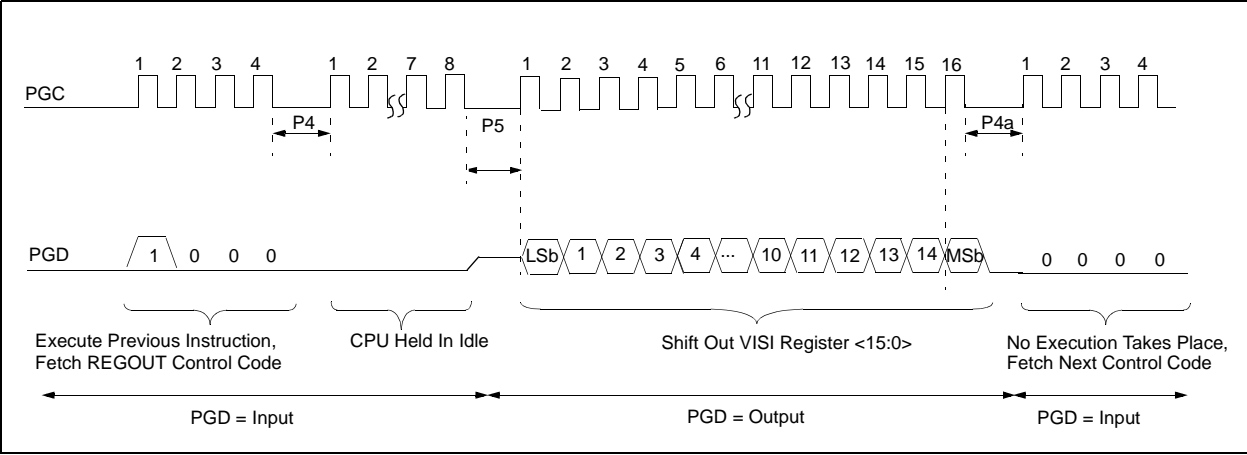 1 2 3 4 1 2 7 8 1 2 3 4 5 6 11 12 13 14 15 16 1 2 3 4
PGC
P4 P5 P4a
PGD 1 0 0 0 LSb 1 2 3 4 ... 10 11 12 13 14 MSb 0 0 0 0
Execute Previous Instruction,
Fetch REGOUT Control Code
CPU Held In Idle
Shift Out VISI Register <15:0>
No Execution Takes Place,
Fetch Next Control Code
PGD = Input
PGD = Output
PGD = Input